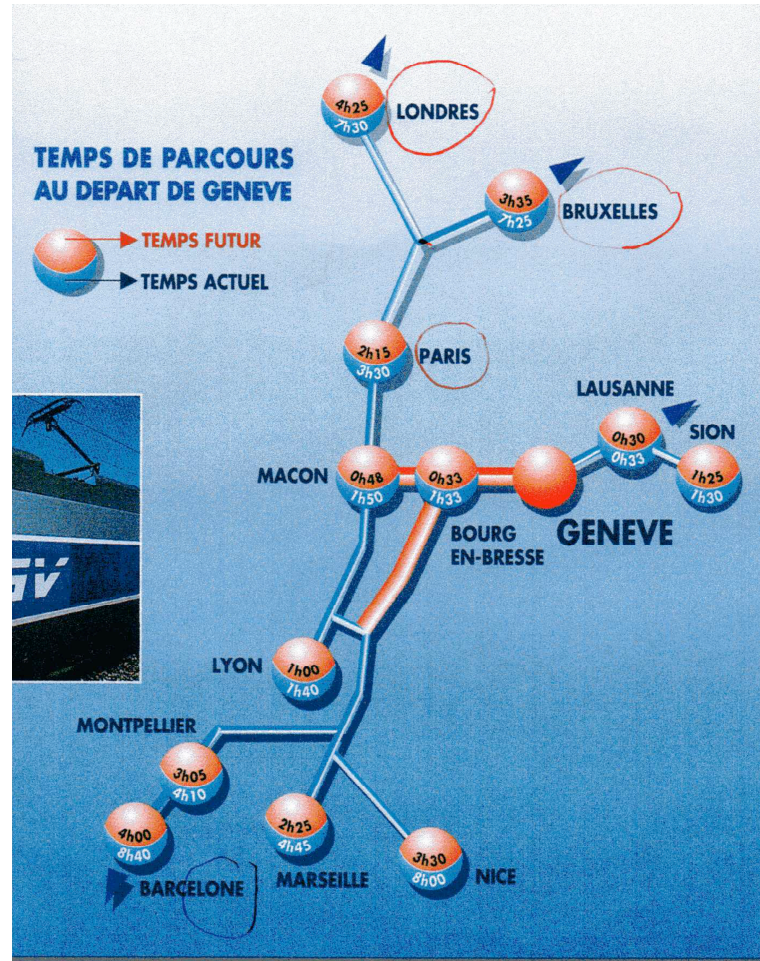 4h25
7h30
LONDRES
TEMPS DE PARCOURS
AU DEPART DE GENEVE
TEMPS FUTUR
TEMPS ACTUEL
3h35
7h25
BRUXELLES
2h15
3h30
PARIS
LAUSANNE
0h30
0h33
SION
1h25
1h30
MACON
0h48
1h50
0h33
1h33
BOURG
EN-BRESSE
GENEVE
GV
LYON
1h00
1h40
MONTPELLIER
3h05
4h10
4h00
8h40
BARCELONE
2h25
4h45
MARSEILLE
3h30
8h00
NICE